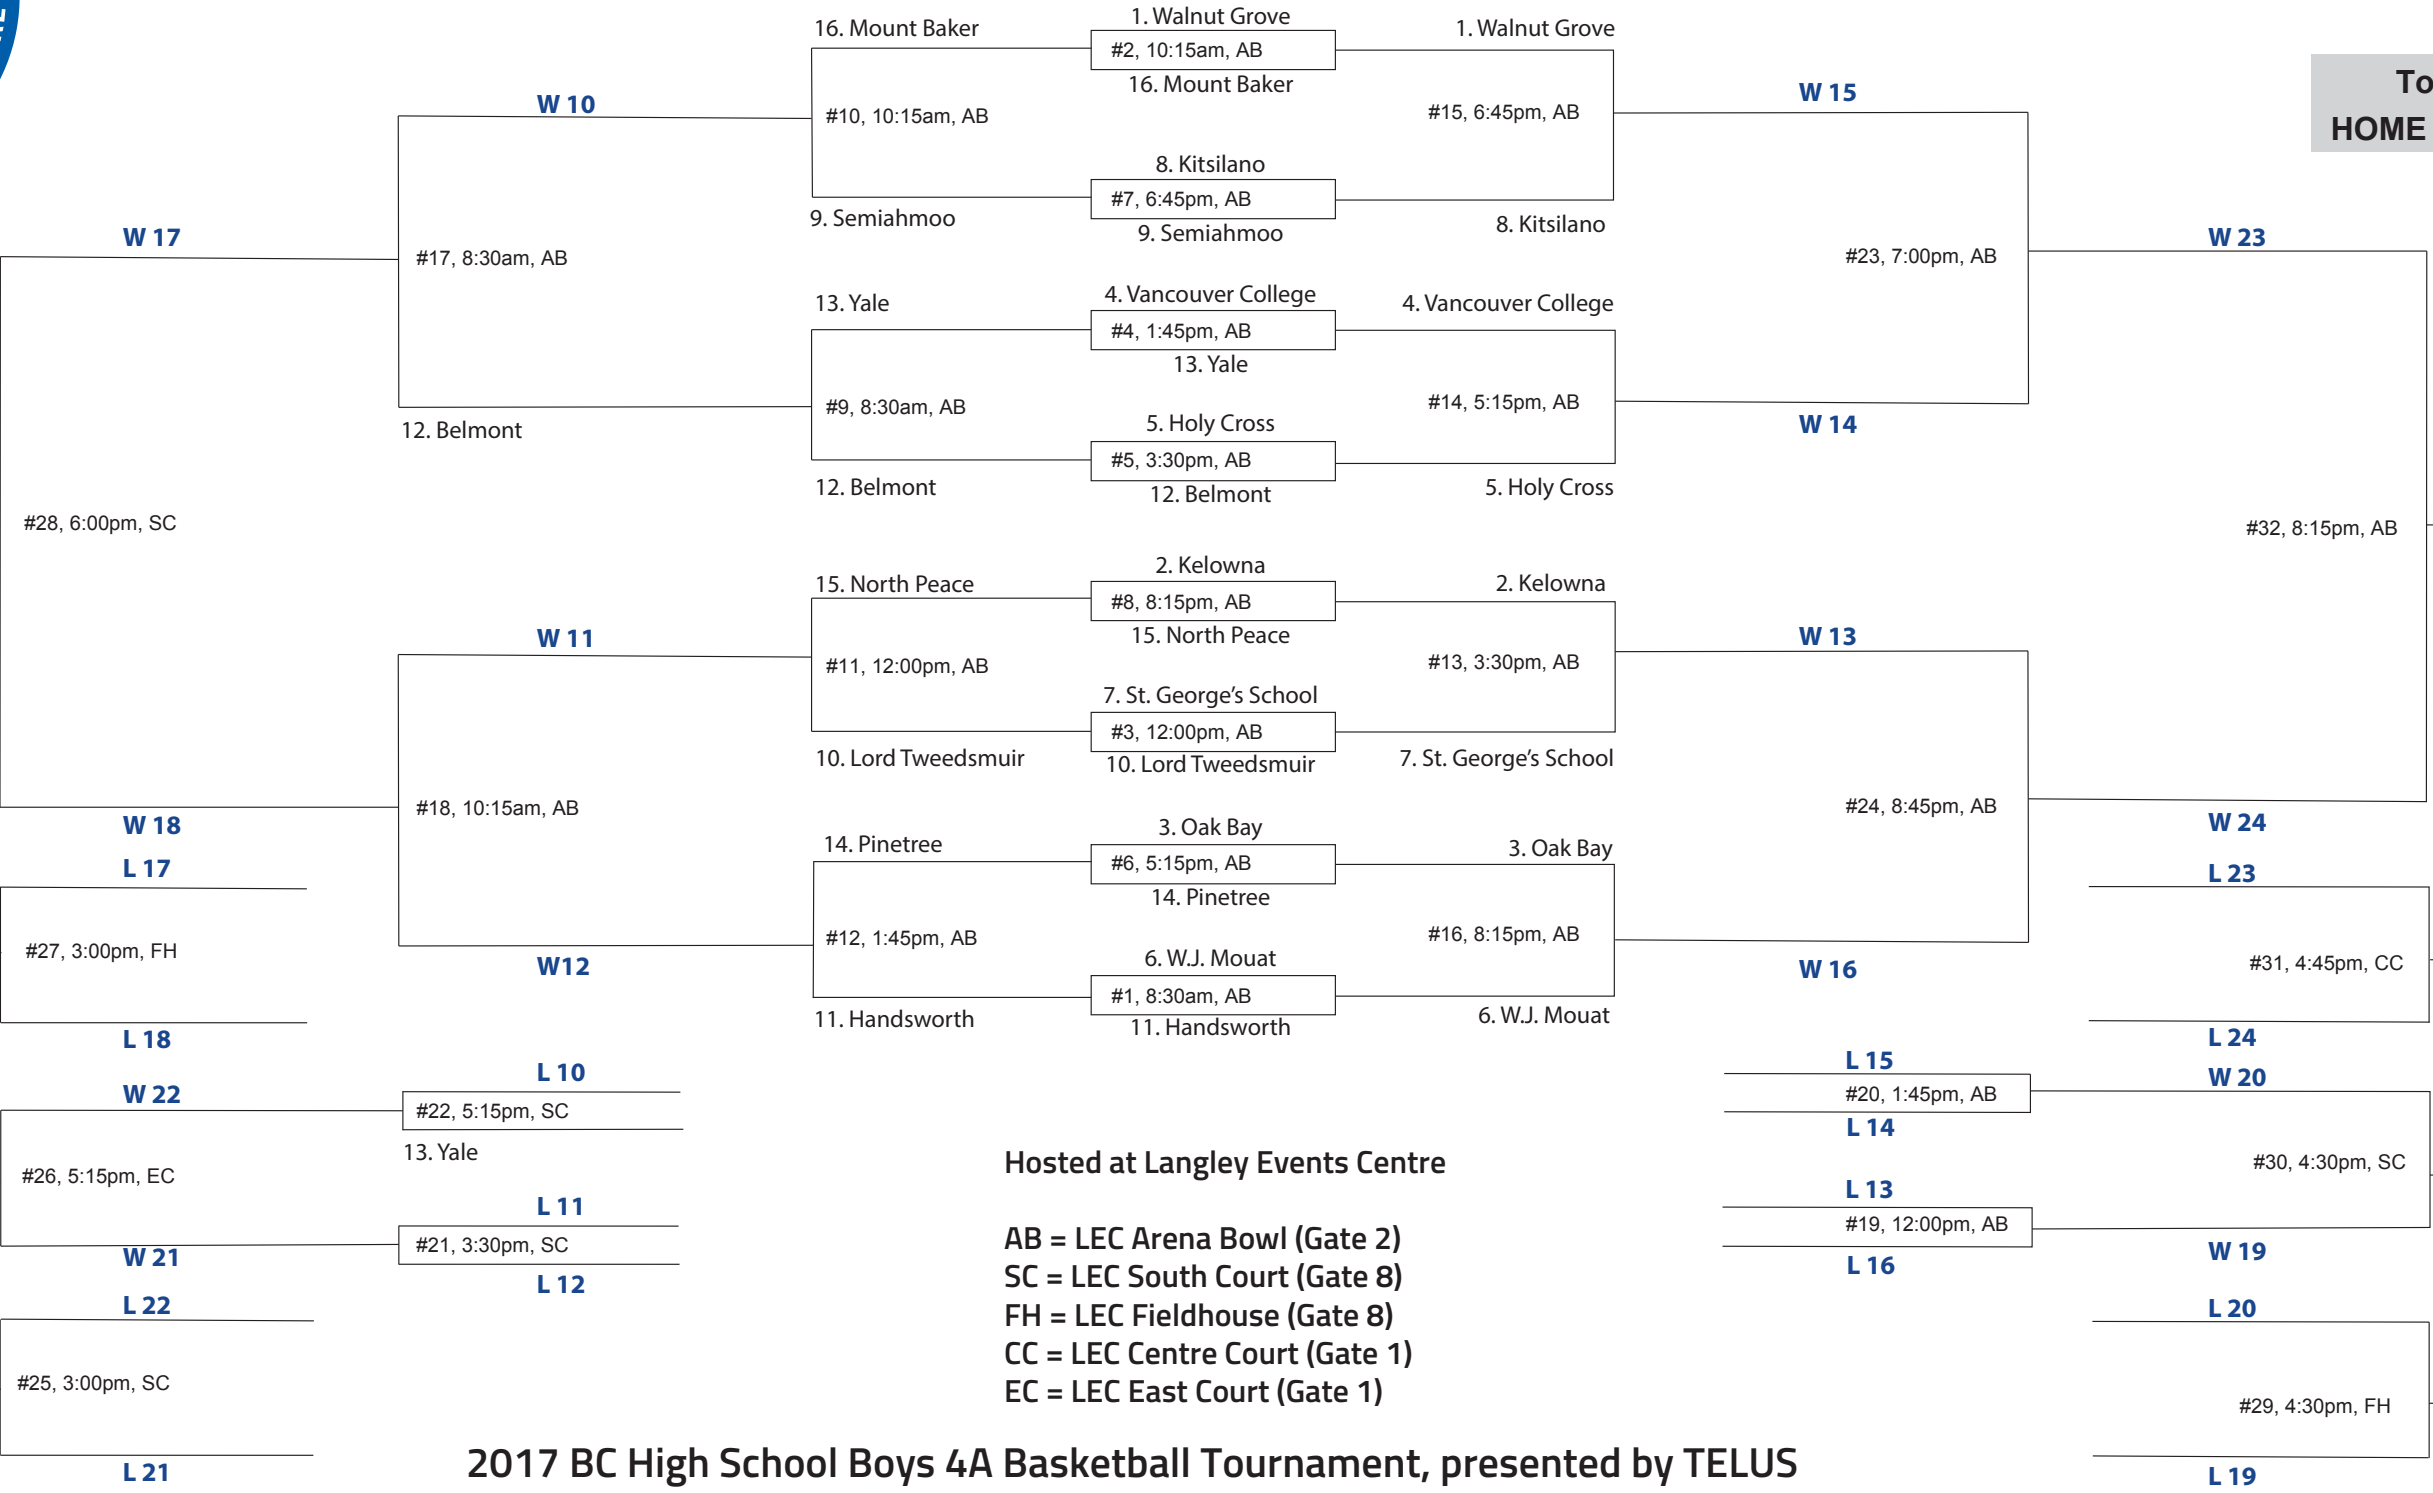 16. Mount Baker
1. Walnut Grove
#2, 10:15am, AB
16. Mount Baker
1. Walnut Grove
To
HOME
W 10
#10, 10:15am, AB
#15, 6:45pm, AB
W 15
8. Kitsilano
#7, 6:45pm, AB
9. Semiahmoo
9. Semiahmoo
8. Kitsilano
W 17
#17, 8:30am, AB
#23, 7:00pm, AB
W 23
13. Yale
4. Vancouver College
#4, 1:45pm, AB
13. Yale
4. Vancouver College
#9, 8:30am, AB
#14, 5:15pm, AB
12. Belmont
5. Holy Cross
#5, 3:30pm, AB
12. Belmont
W 14
12. Belmont
5. Holy Cross
#28, 6:00pm, SC
#32, 8:15pm, AB
15. North Peace
2. Kelowna
#8, 8:15pm, AB
15. North Peace
2. Kelowna
W 11
#11, 12:00pm, AB
#13, 3:30pm, AB
W 13
7. St. George’s School
#3, 12:00pm, AB
10. Lord Tweedsmuir
10. Lord Tweedsmuir
7. St. George’s School
#18, 10:15am, AB
#24, 8:45pm, AB
W 18
W 24
14. Pinetree
3. Oak Bay
#6, 5:15pm, AB
14. Pinetree
3. Oak Bay
L 17
L 23
#27, 3:00pm, FH
#12, 1:45pm, AB
#16, 8:15pm, AB
#31, 4:45pm, CC
W12
6. W.J. Mouat
#1, 8:30am, AB
11. Handsworth
W 16
11. Handsworth
6. W.J. Mouat
L 18
L 24
L 10
L 15
W 22
#22, 5:15pm, SC
#20, 1:45pm, AB
W 20
13. Yale
L 14
#26, 5:15pm, EC
#30, 4:30pm, SC
L 11
L 13
#21, 3:30pm, SC
#19, 12:00pm, AB
W 21
W 19
L 12
L 16
L 22
L 20
#25, 3:00pm, SC
#29, 4:30pm, FH
L 21
L 19
Hosted at Langley Events Centre
AB = LEC Arena Bowl (Gate 2)
SC = LEC South Court (Gate 8)
FH = LEC Fieldhouse (Gate 8)
CC = LEC Centre Court (Gate 1)
EC = LEC East Court (Gate 1)
2017 BC High School Boys 4A Basketball Tournament, presented by TELUS